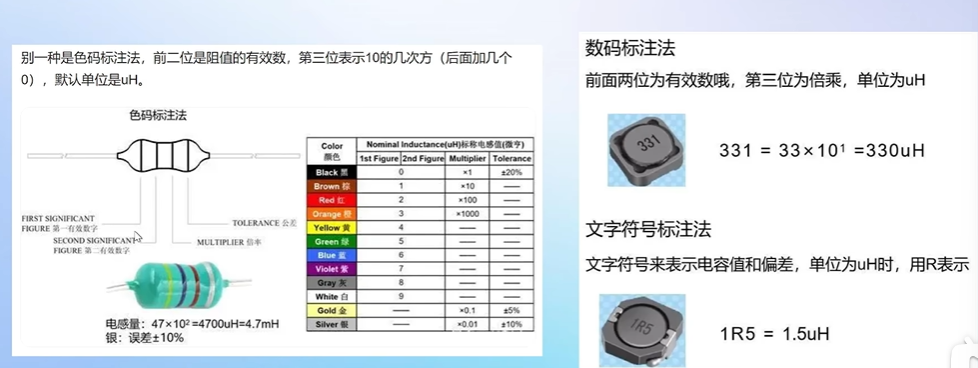 别一种是色码标注法，前二位是阻值的有效数，第三位表示10的几次方（后面加几个
0），默认单位是uH。
色码标注法
FIRST SIGNIFICANT
FIGURE 第一有效数字
SECOND SIGNIFICANT
FIGURE 第二有效数字
TOLERANCE 公差
MULTIPLIER 倍率
电感量：47×10² =4700uH=4.7mH
银：误差±10%
Color 颜色 Nominal Inductance(uH)标称电感值(微亨)
1st Figure 2nd Figure Multiplier Tolerance
Black 黑 0 ×1 ±20%
Brown 棕 1 ×10 ——
Red 红 2 ×100 ——
Orange 橙 3 ×1000 ——
Yellow 黄 4 —— ——
Green 绿 5 —— ——
Blue 蓝 6 —— ——
Violet 紫 7 —— ——
Gray 灰 8 —— ——
White 白 9 —— ——
Gold 金 —— ×0.1 ±5%
Silver 银 —— ×0.01 ±10%
数码标注法
前面两位为有效数哦，第三位为倍乘，单位为uH
331
331 = 33×10¹ =330uH
文字符号标注法
文字符号来表示电容值和偏差，单位为uH时，用R表示
1R5
1R5 = 1.5uH